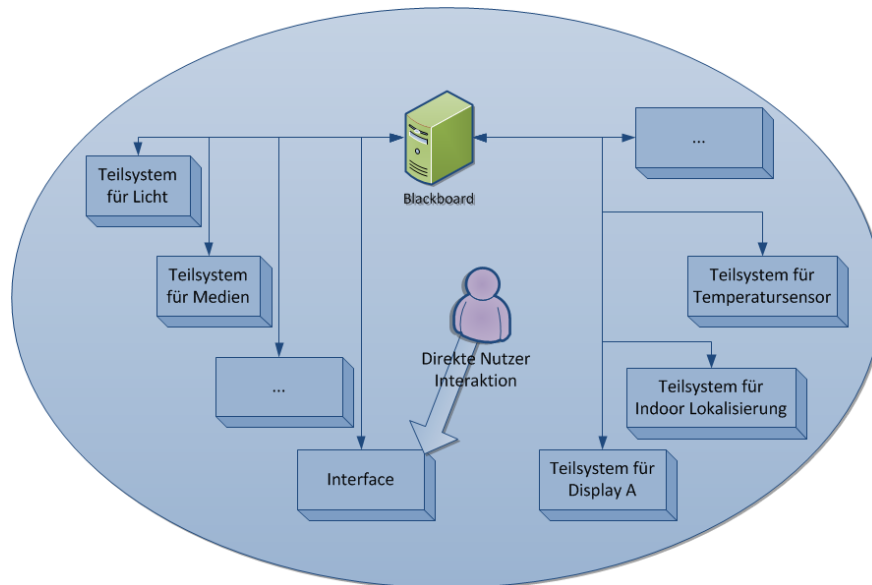 Blackboard
...
Teilsystem
für Licht
Teilsystem
für Medien
...
Interface
Direkte Nutzer
Interaktion
Teilsystem für
Temperatursensor
Teilsystem für
Indoor Lokalisierung
Teilsystem für
Display A